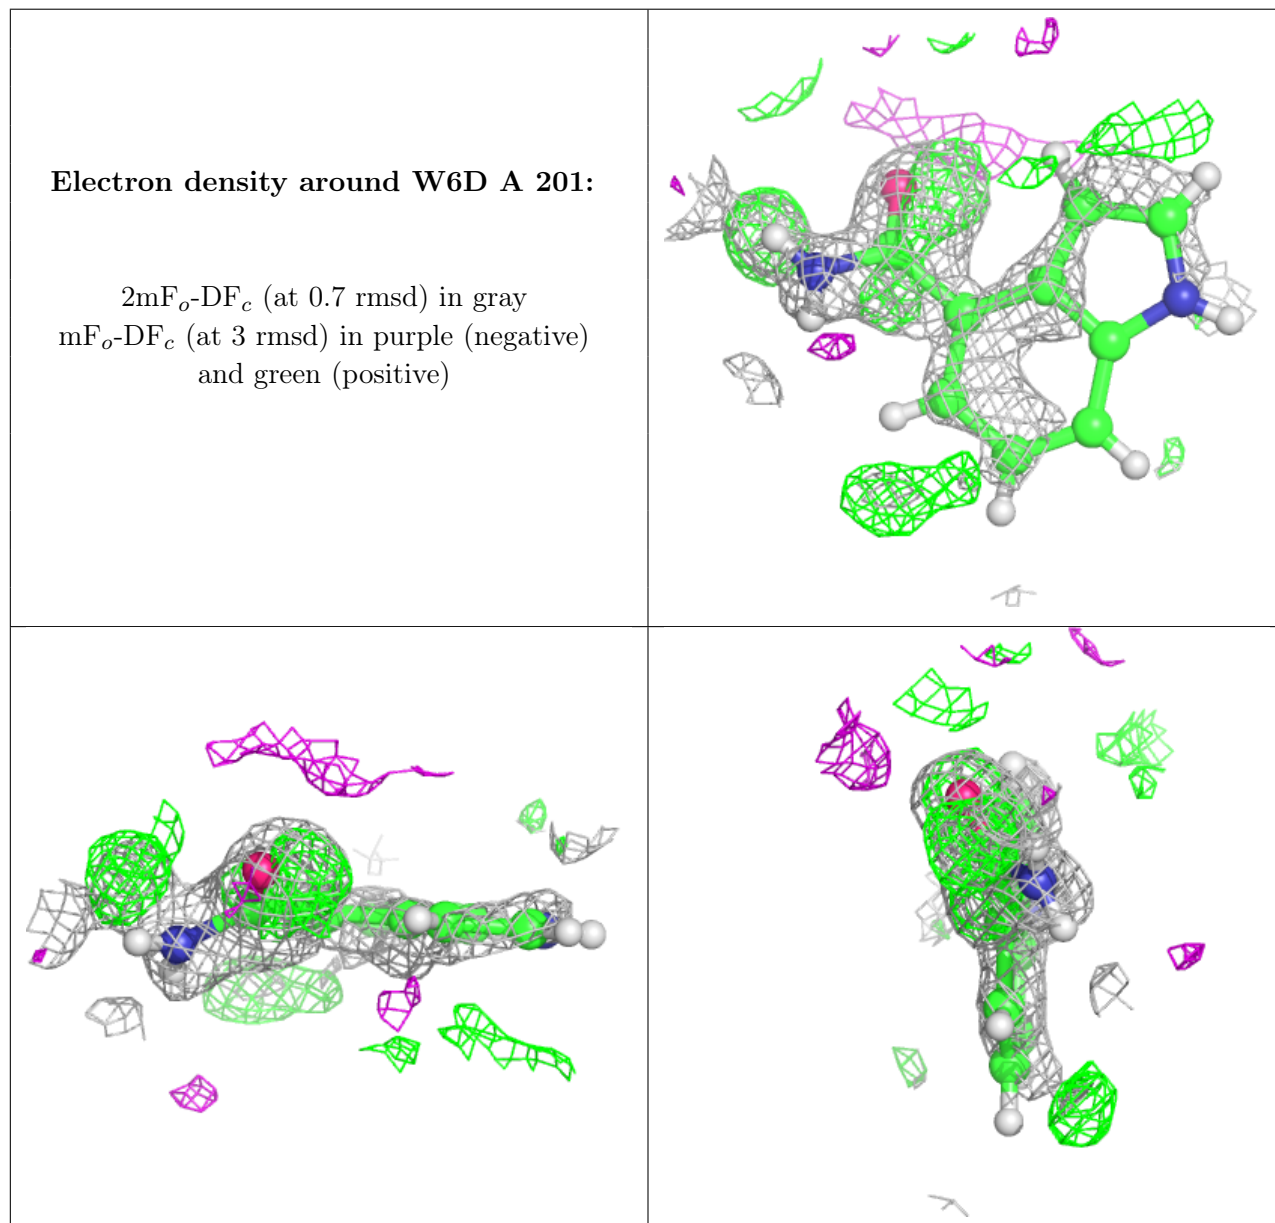 Electron density around W6D A 201:
2mFo-DFc (at 0.7 rmsd) in gray
mFo-DFc (at 3 rmsd) in purple (negative)
and green (positive)